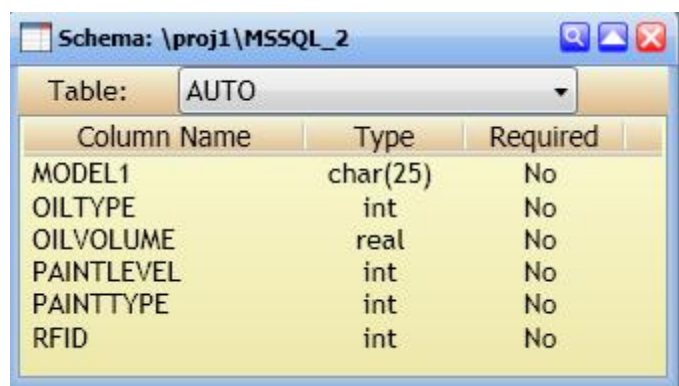 Schema: \proj1\MSSQL_2
Table: AUTO
Column Name Type Required
MODEL1 char(25) No
OILTYPE int No
OILVOLUME real No
PAINTLEVEL int No
PAINTTYPE int No
RFID int No